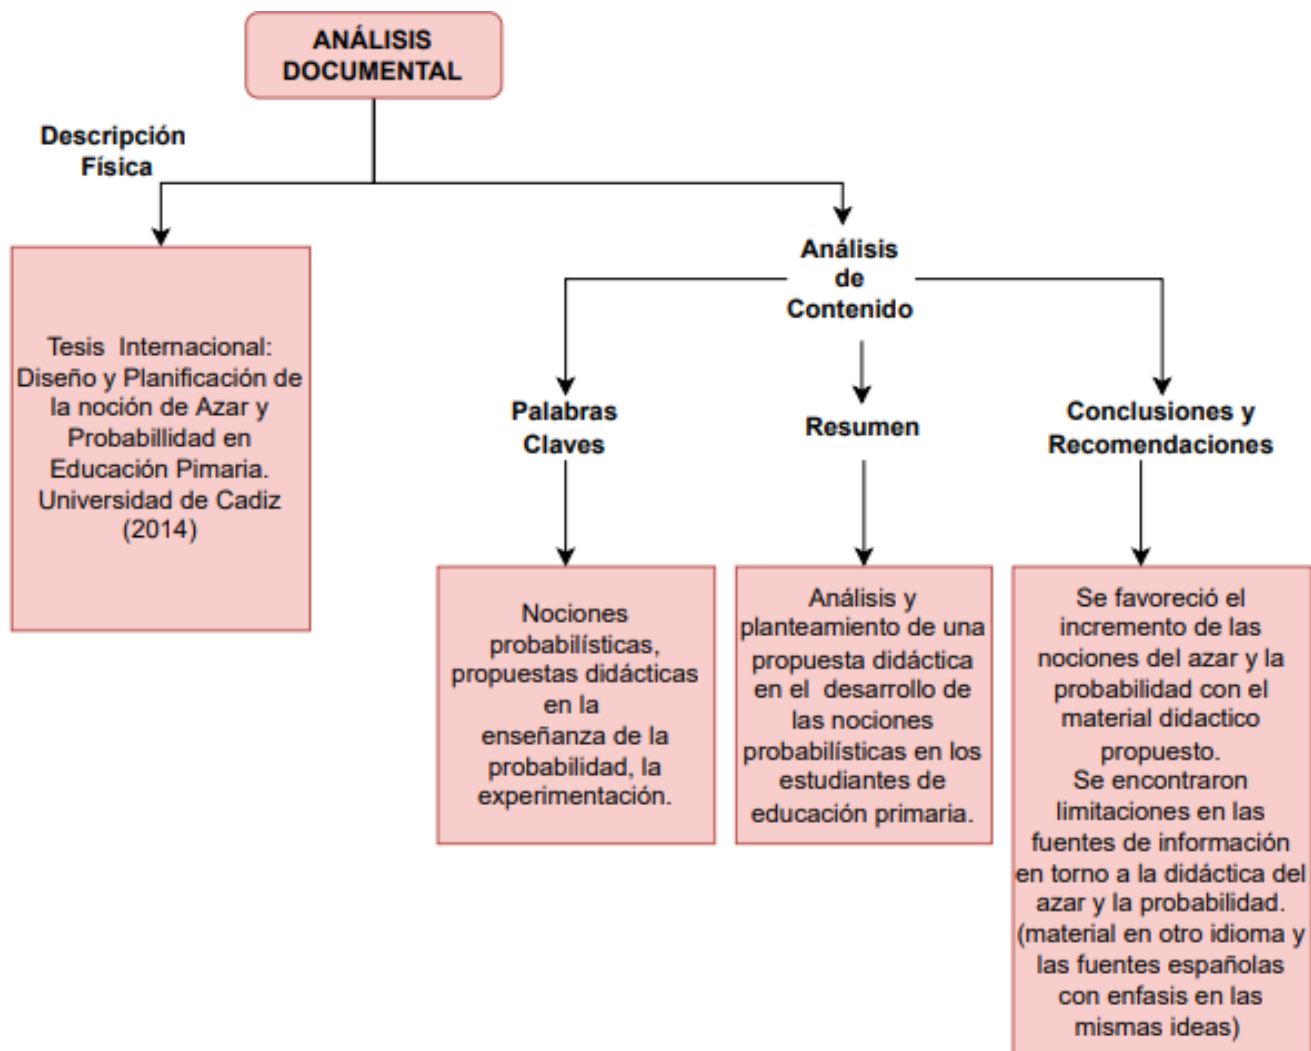 ANÁLISIS
DOCUMENTAL
Descripción
Física
Tesis Internacional:
Diseño y Planificación de
la noción de Azar y
Probabillidad en
Educación Pimaria.
Universidad de Cadiz
(2014)
Análisis
de
Contenido
Palabras
Claves
Nociones
probabilísticas,
propuestas didácticas
en la
enseñanza de la
probabilidad, la
experimentación.
Resumen
Análisis y
planteamiento de una
propuesta didáctica
en el desarrollo de
las nociones
probabilísticas en los
estudiantes de
educación primaria.
Conclusiones y
Recomendaciones
Se favoreció el
incremento de las
nociones del azar y la
probabilidad con el
material didactico
propuesto.
Se encontraron
limitaciones en las
fuentes de información
en torno a la didáctica del
azar y la probabilidad.
(material en otro idioma y
las fuentes españolas
con enfasis en las
mismas ideas)